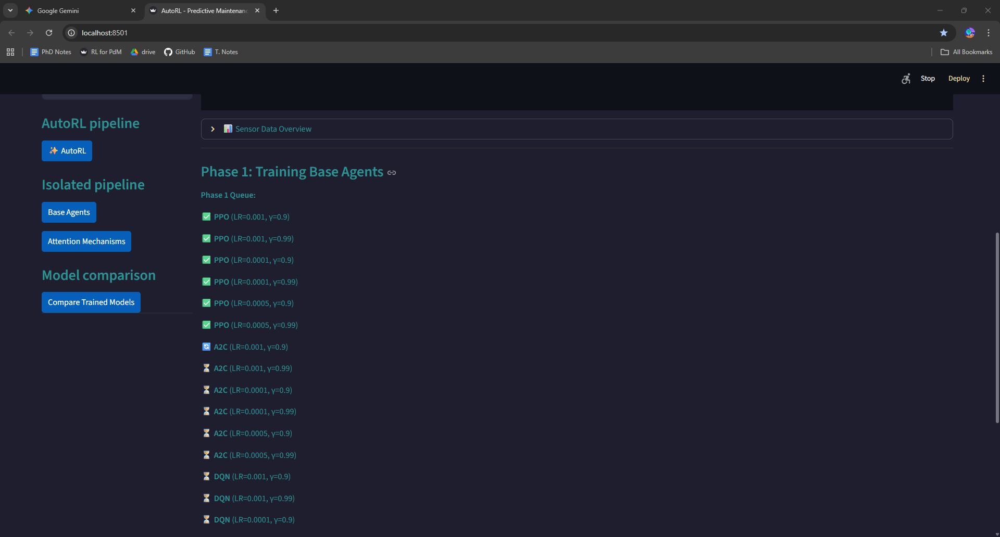 Google Gemini
AutoRL - Predictive Maintenanc
localhost:8501
PhD Notes
RL for PdM
drive
GitHub
T. Notes
All Bookmarks
Stop
Deploy
AutoRL pipeline
✨ AutoRL
Isolated pipeline
Base Agents
Attention Mechanisms
Model comparison
Compare Trained Models
📊 Sensor Data Overview
Phase 1: Training Base Agents
Phase 1 Queue:
✅ PPO (LR=0.001, γ=0.9)
✅ PPO (LR=0.001, γ=0.99)
✅ PPO (LR=0.0001, γ=0.9)
✅ PPO (LR=0.0001, γ=0.99)
✅ PPO (LR=0.0005, γ=0.9)
✅ PPO (LR=0.0005, γ=0.99)
🔄 A2C (LR=0.001, γ=0.9)
⏳ A2C (LR=0.001, γ=0.99)
⏳ A2C (LR=0.0001, γ=0.9)
⏳ A2C (LR=0.0001, γ=0.99)
⏳ A2C (LR=0.0005, γ=0.9)
⏳ A2C (LR=0.0005, γ=0.99)
⏳ DQN (LR=0.001, γ=0.9)
⏳ DQN (LR=0.001, γ=0.99)
⏳ DQN (LR=0.0001, γ=0.9)